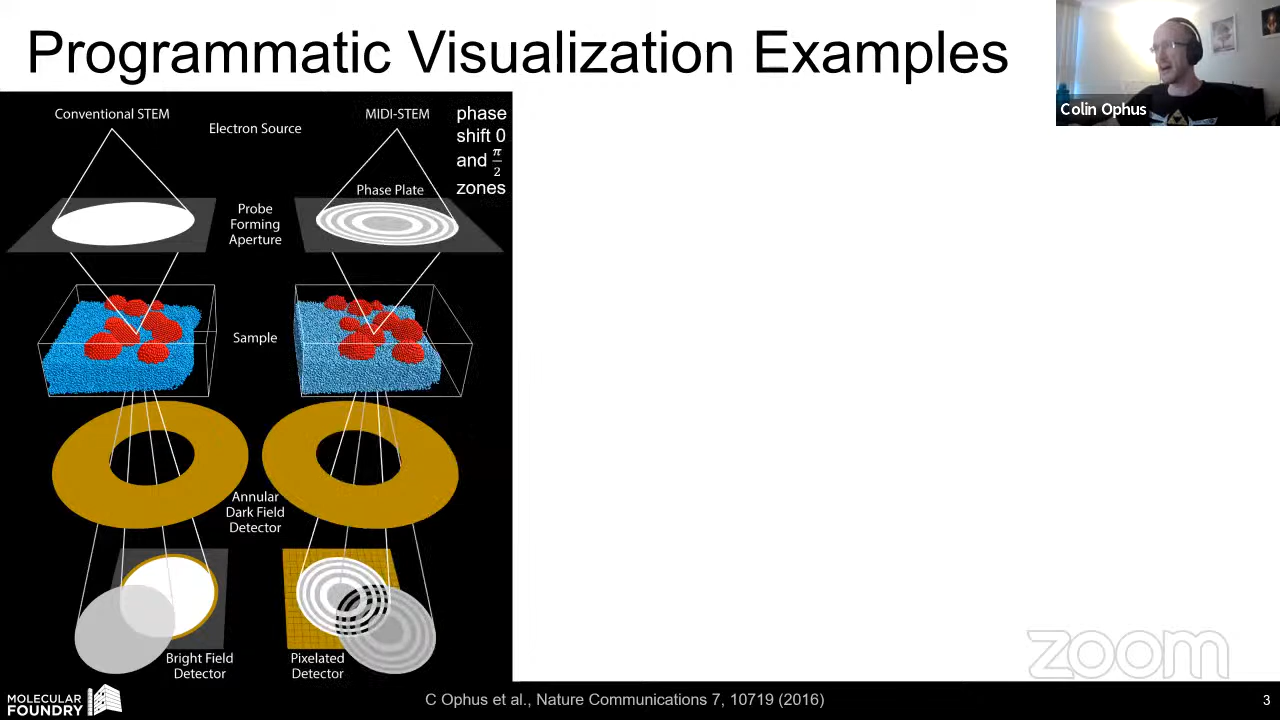 Programmatic Visualization Examples
Colin Ophus
Conventional STEM
Electron Source
MIDI-STEM
phase
shift 0
and π/2
zones
Phase Plate
Probe
Forming
Aperture
Sample
Annular
Dark Field
Detector
Bright Field
Detector
Pixelated
Detector
zoom
MOLECULAR
FOUNDRY
C Ophus et al., Nature Communications 7, 10719 (2016)
3